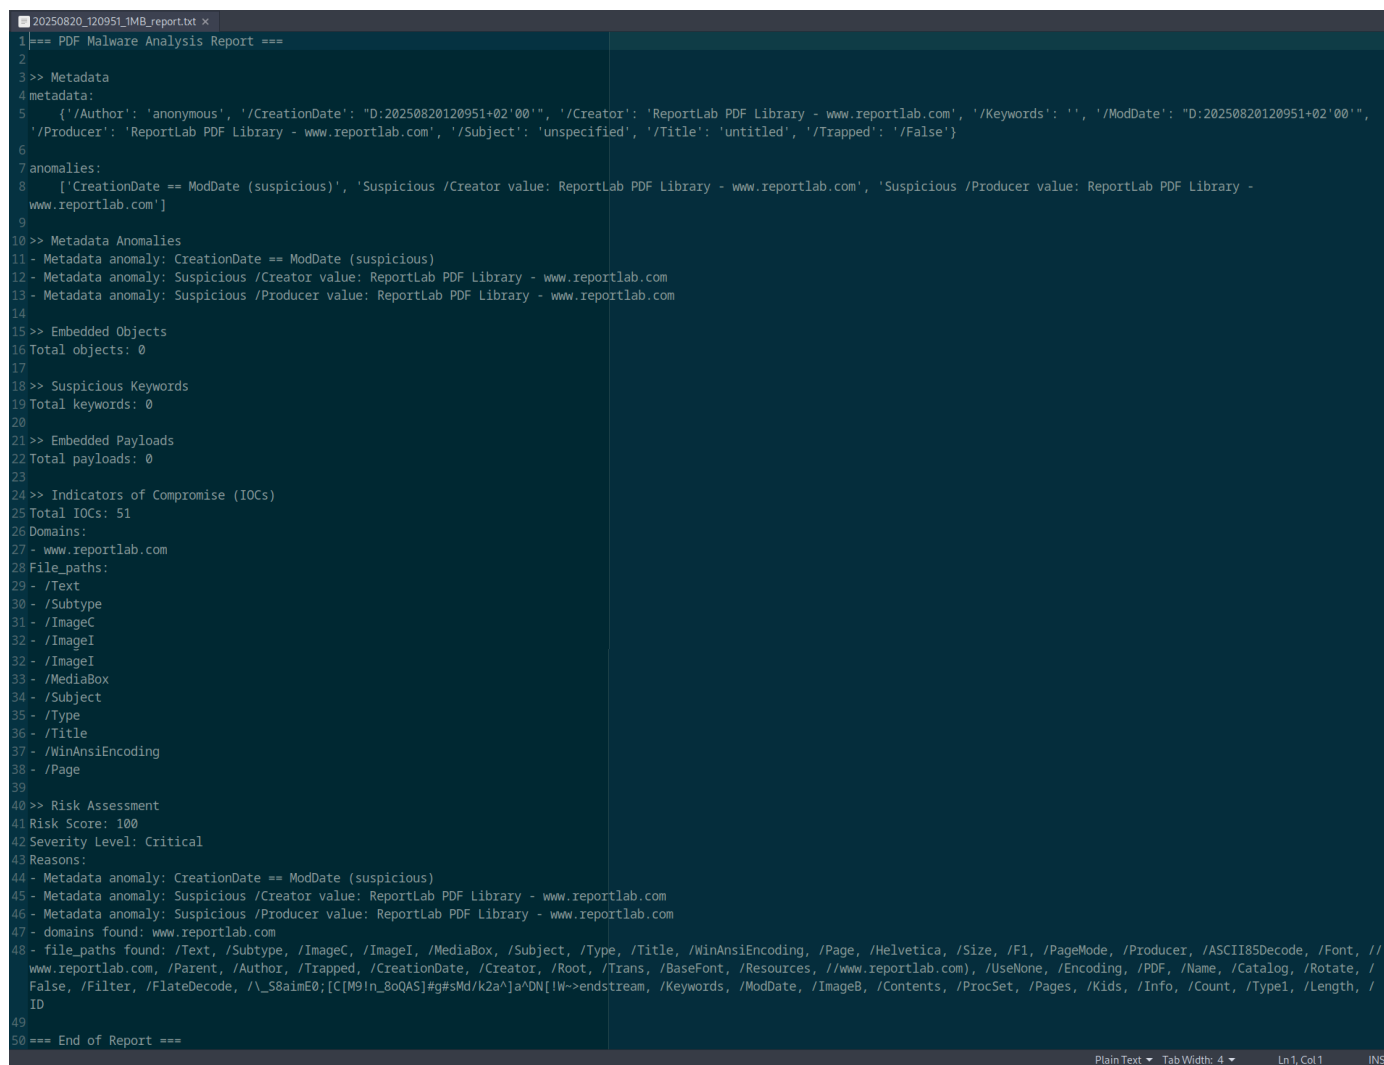 20250820_120951_1MB_report.txt ×
1 === PDF Malware Analysis Report ===
2
3 >> Metadata
4 metadata:
5     {'/Author': 'anonymous', '/CreationDate': "D:20250820120951+02'00'", '/Creator': 'ReportLab PDF Library - www.reportlab.com', '/Keywords': '', '/ModDate': "D:20250820120951+02'00'",
'/Producer': 'ReportLab PDF Library - www.reportlab.com', '/Subject': 'unspecified', '/Title': 'untitled', '/Trapped': '/False'}
6
7 anomalies:
8     ['CreationDate == ModDate (suspicious)', 'Suspicious /Creator value: ReportLab PDF Library - www.reportlab.com', 'Suspicious /Producer value: ReportLab PDF Library -
www.reportlab.com']
9
10 >> Metadata Anomalies
11 - Metadata anomaly: CreationDate == ModDate (suspicious)
12 - Metadata anomaly: Suspicious /Creator value: ReportLab PDF Library - www.reportlab.com
13 - Metadata anomaly: Suspicious /Producer value: ReportLab PDF Library - www.reportlab.com
14
15 >> Embedded Objects
16 Total objects: 0
17
18 >> Suspicious Keywords
19 Total keywords: 0
20
21 >> Embedded Payloads
22 Total payloads: 0
23
24 >> Indicators of Compromise (IOCs)
25 Total IOCs: 51
26 Domains:
27 - www.reportlab.com
28 File_paths:
29 - /Text
30 - /Subtype
31 - /ImageC
32 - /ImageI
32 - /ImageI
33 - /MediaBox
34 - /Subject
35 - /Type
36 - /Title
37 - /WinAnsiEncoding
38 - /Page
39
40 >> Risk Assessment
41 Risk Score: 100
42 Severity Level: Critical
43 Reasons:
44 - Metadata anomaly: CreationDate == ModDate (suspicious)
45 - Metadata anomaly: Suspicious /Creator value: ReportLab PDF Library - www.reportlab.com
46 - Metadata anomaly: Suspicious /Producer value: ReportLab PDF Library - www.reportlab.com
47 - domains found: www.reportlab.com
48 - file_paths found: /Text, /Subtype, /ImageC, /ImageI, /MediaBox, /Subject, /Type, /Title, /WinAnsiEncoding, /Page, /Helvetica, /Size, /F1, /PageMode, /Producer, /ASCII85Decode, /Font, //
www.reportlab.com, /Parent, /Author, /Trapped, /CreationDate, /Creator, /Root, /Trans, /BaseFont, /Resources, //www.reportlab.com), /UseNone, /Encoding, /PDF, /Name, /Catalog, /Rotate, /
False, /Filter, /FlateDecode, /\_S8aimE0;[C[M9!n_8oQAS]#g#sMd/k2a^]a^DN[!W~>endstream, /Keywords, /ModDate, /ImageB, /Contents, /ProcSet, /Pages, /Kids, /Info, /Count, /Type1, /Length, /
ID
49
50 === End of Report ===
Plain Text Tab Width: 4 Ln 1, Col 1 INS